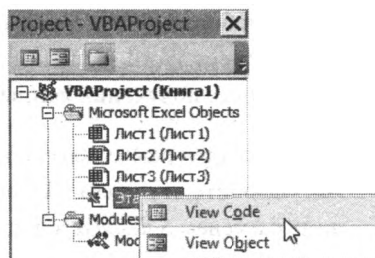 Project - VBAProject
VBAProject (Книга1)
Microsoft Excel Objects
Лист1 (Лист1)
Лист2 (Лист2)
Лист3 (Лист3)
Modules
View Code
View Object